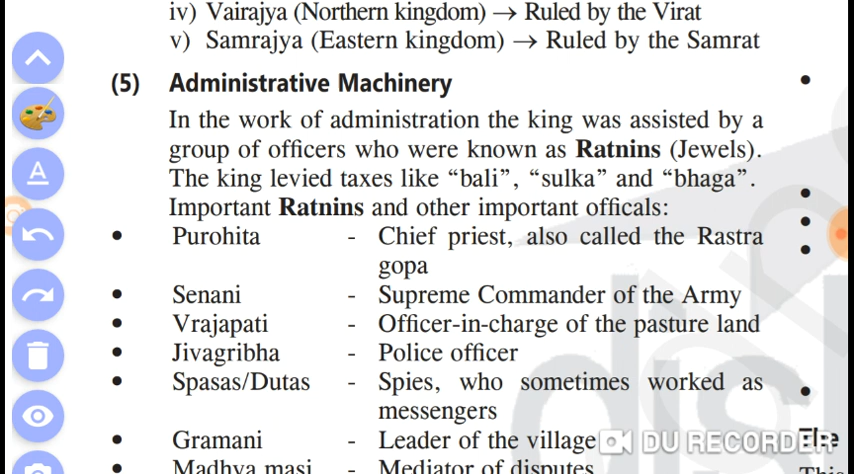 iv) Vairajya (Northern kingdom) → Ruled by the Virat
v) Samrajya (Eastern kingdom) → Ruled by the Samrat
(5) Administrative Machinery
In the work of administration the king was assisted by a
group of officers who were known as Ratnins (Jewels).
The king levied taxes like “bali”, “sulka” and “bhaga”.
Important Ratnins and other important officals:
• Purohita - Chief priest, also called the Rastra
gopa
• Senani - Supreme Commander of the Army
• Vrajapati - Officer-in-charge of the pasture land
• Jivagribha - Police officer
• Spasas/Dutas - Spies, who sometimes worked as
messengers
• Gramani - Leader of the village
• Madhya masi - Mediator of disputes
A
DU RECORDER
The
This